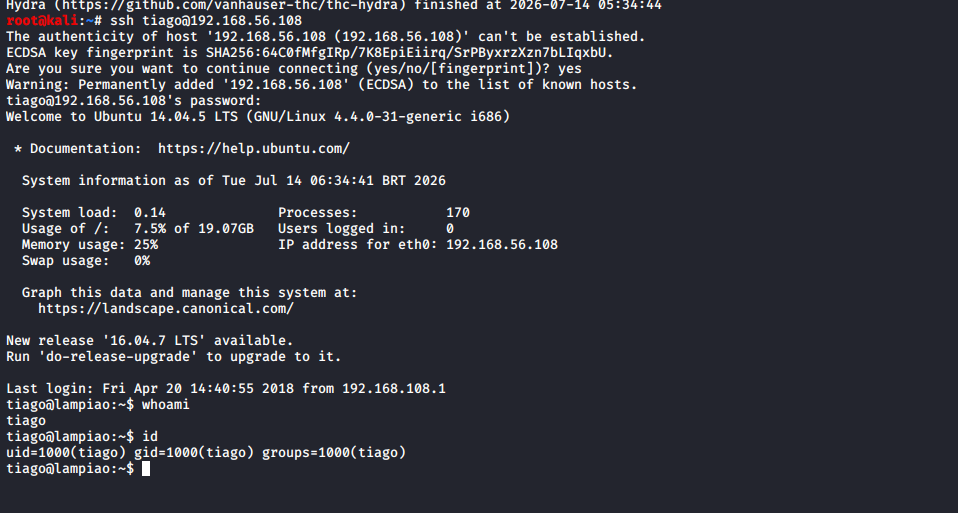 Hydra (https://github.com/vanhauser-thc/thc-hydra) finished at 2026-07-14 05:34:44
root@kali:~# ssh tiago@192.168.56.108
The authenticity of host '192.168.56.108 (192.168.56.108)' can't be established.
ECDSA key fingerprint is SHA256:64C0fMfgIRp/7K8EpiEiirq/SrPByxrzXzn7bLIqxbU.
Are you sure you want to continue connecting (yes/no/[fingerprint])? yes
Warning: Permanently added '192.168.56.108' (ECDSA) to the list of known hosts.
tiago@192.168.56.108's password:
Welcome to Ubuntu 14.04.5 LTS (GNU/Linux 4.4.0-31-generic i686)
* Documentation:  https://help.ubuntu.com/
System information as of Tue Jul 14 06:34:41 BRT 2026
System load:  0.14              Processes:           170
Usage of /:   7.5% of 19.07GB   Users logged in:     0
Memory usage: 25%               IP address for eth0: 192.168.56.108
Swap usage:   0%
Graph this data and manage this system at:
https://landscape.canonical.com/
New release '16.04.7 LTS' available.
Run 'do-release-upgrade' to upgrade to it.
Last login: Fri Apr 20 14:40:55 2018 from 192.168.108.1
tiago@lampiao:~$ whoami
tiago
tiago@lampiao:~$ id
uid=1000(tiago) gid=1000(tiago) groups=1000(tiago)
tiago@lampiao:~$